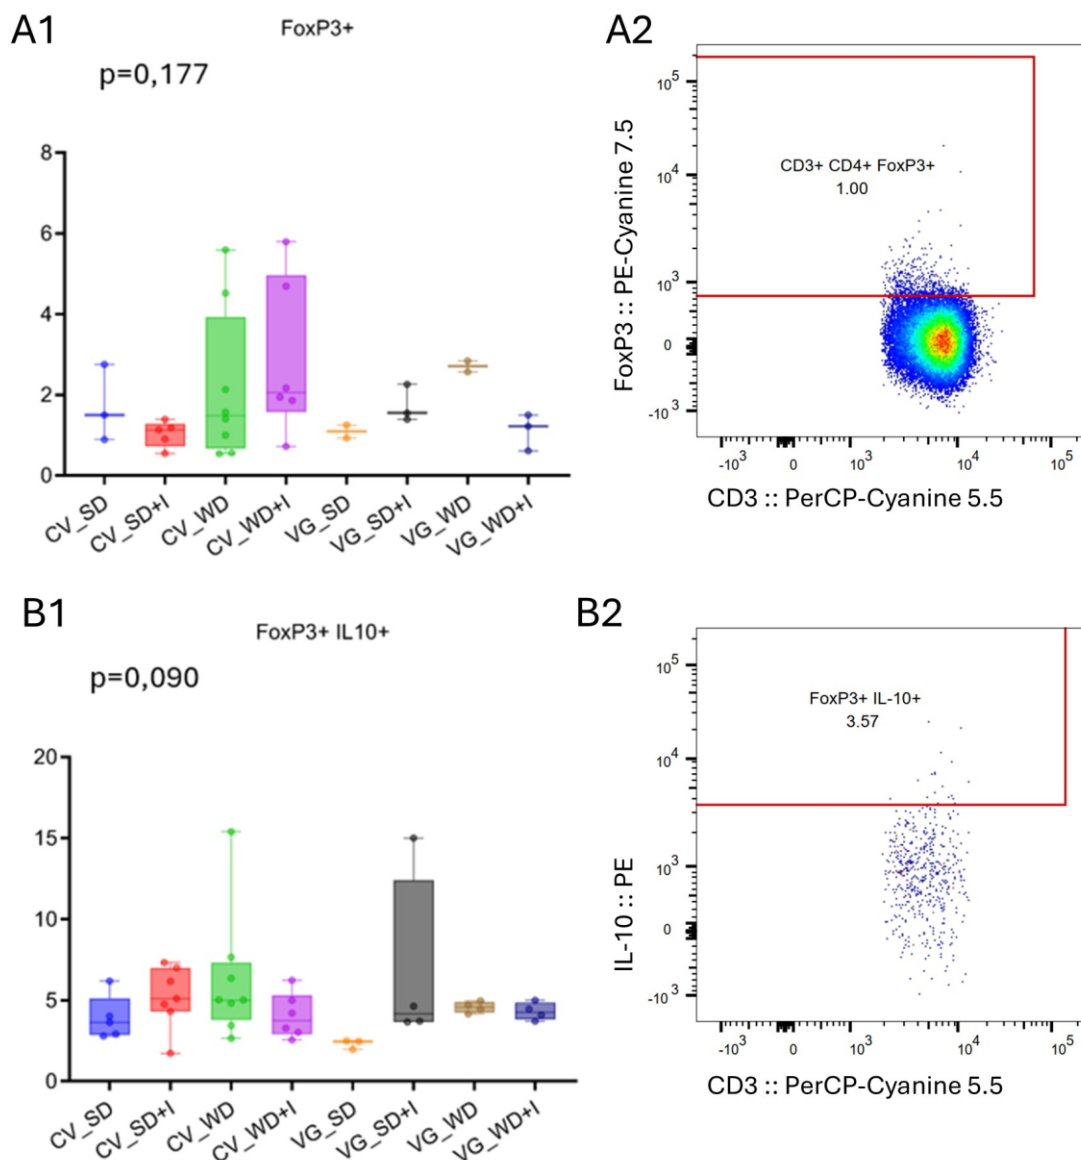 A1
FoxP3+
p=0,177
8
6
4
2
0
CV_SD
CV_SD+I
CV_WD
CV_WD+I
VG_SD
VG_SD+I
VG_WD
VG_WD+I
A2
FoxP3 :: PE-Cyanine 7.5
10^5
10^4
10^3
0
-10^3
CD3+ CD4+ FoxP3+
1.00
-10^3 0 10^3 10^4 10^5
CD3 :: PerCP-Cyanine 5.5
B1
FoxP3+ IL10+
p=0,090
20
15
10
5
0
CV_SD
CV_SD+I
CV_WD
CV_WD+I
VG_SD
VG_SD+I
VG_WD
VG_WD+I
B2
IL-10 :: PE
10^5
10^4
10^3
0
-10^3
FoxP3+ IL-10+
3.57
-10^3 0 10^3 10^4 10^5
CD3 :: PerCP-Cyanine 5.5